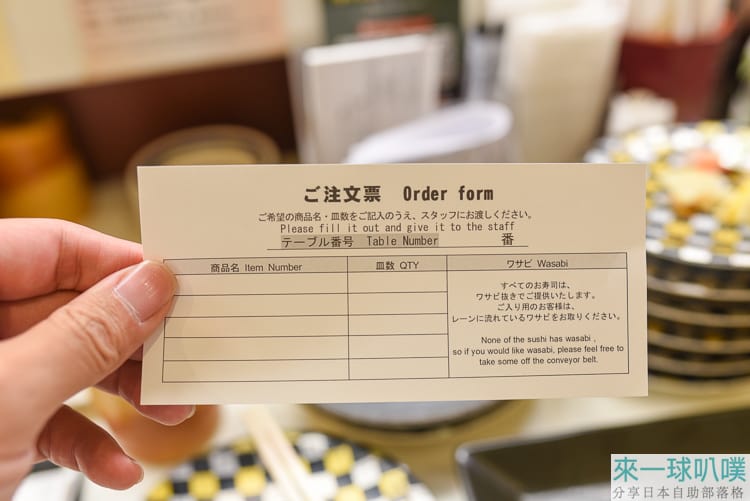 ご注文票 Order form
ご希望の商品名・皿数をご記入のうえ、スタッフにお渡しください。
Please fill it out and give it to the staff
テーブル番号 Table Number 番
商品名 Item Number 皿数 QTY ワサビ Wasabi
すべてのお寿司は、
ワサビ抜きでご提供いたします。
ご入り用のお客様は、
レーンに流れているワサビをお取りください。
None of the sushi has wasabi ,
so if you would like wasabi, please feel free to
take some off the conveyor belt.
來一球叭噗
分享日本自助部落格